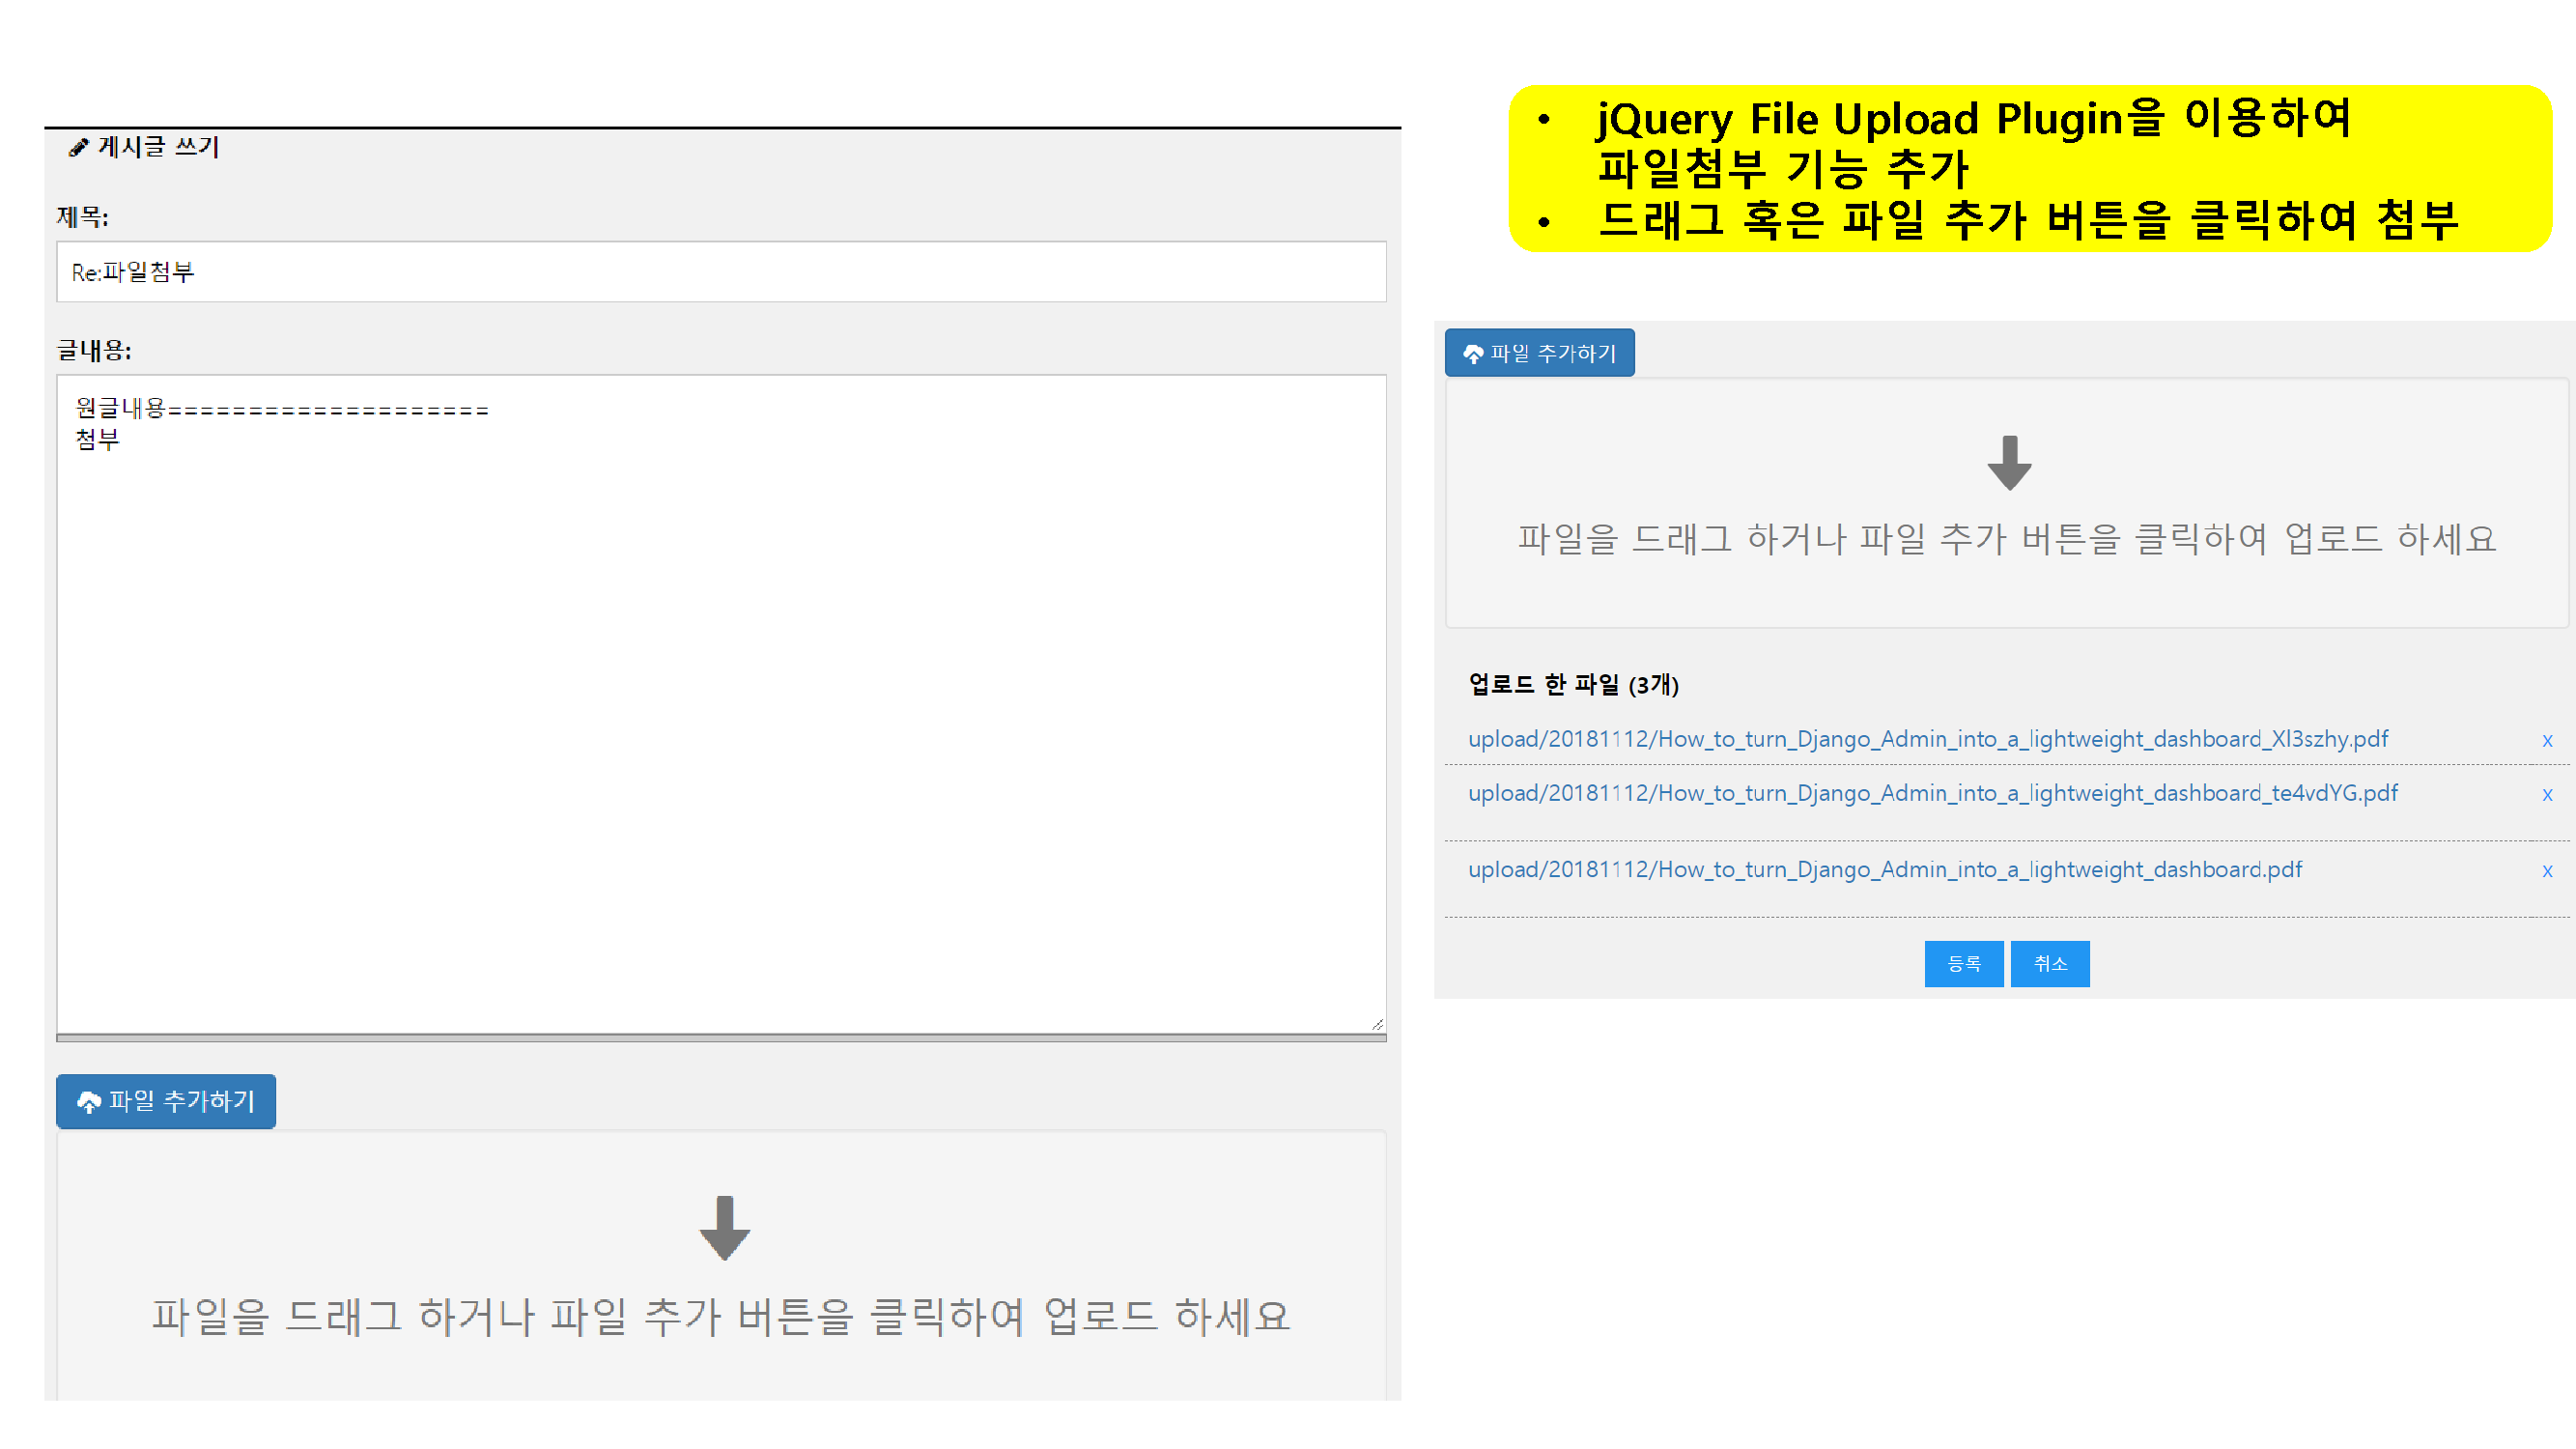 게시글 쓰기
제목:
Re:파일첨부
글내용:
원글내용====================
첨부
파일 추가하기
파일을 드래그 하거나 파일 추가 버튼을 클릭하여 업로드 하세요
• jQuery File Upload Plugin을 이용하여
파일첨부 기능 추가
• 드래그 혹은 파일 추가 버튼을 클릭하여 첨부
파일 추가하기
파일을 드래그 하거나 파일 추가 버튼을 클릭하여 업로드 하세요
업로드 한 파일 (3개)
upload/20181112/How_to_turn_Django_Admin_into_a_lightweight_dashboard_Xl3szhy.pdf x
upload/20181112/How_to_turn_Django_Admin_into_a_lightweight_dashboard_te4vdYG.pdf x
upload/20181112/How_to_turn_Django_Admin_into_a_lightweight_dashboard.pdf x
등록 취소